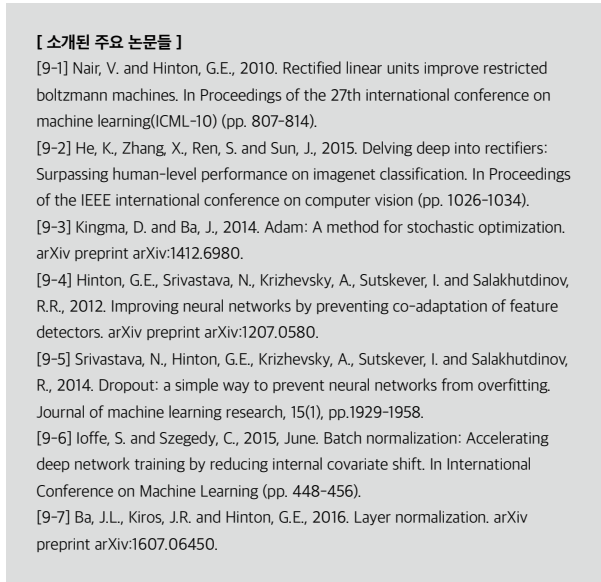 [ 소개된 주요 논문들 ]
[9-1] Nair, V. and Hinton, G.E., 2010. Rectified linear units improve restricted
boltzmann machines. In Proceedings of the 27th international conference on
machine learning(ICML-10) (pp. 807-814).
[9-2] He, K., Zhang, X., Ren, S. and Sun, J., 2015. Delving deep into rectifiers:
Surpassing human-level performance on imagenet classification. In Proceedings
of the IEEE international conference on computer vision (pp. 1026-1034).
[9-3] Kingma, D. and Ba, J., 2014. Adam: A method for stochastic optimization.
arXiv preprint arXiv:1412.6980.
[9-4] Hinton, G.E., Srivastava, N., Krizhevsky, A., Sutskever, I. and Salakhutdinov,
R.R., 2012. Improving neural networks by preventing co-adaptation of feature
detectors. arXiv preprint arXiv:1207.0580.
[9-5] Srivastava, N., Hinton, G.E., Krizhevsky, A., Sutskever, I. and Salakhutdinov,
R., 2014. Dropout: a simple way to prevent neural networks from overfitting.
Journal of machine learning research, 15(1), pp.1929-1958.
[9-6] Ioffe, S. and Szegedy, C., 2015, June. Batch normalization: Accelerating
deep network training by reducing internal covariate shift. In International
Conference on Machine Learning (pp. 448-456).
[9-7] Ba, J.L., Kiros, J.R. and Hinton, G.E., 2016. Layer normalization. arXiv
preprint arXiv:1607.06450.